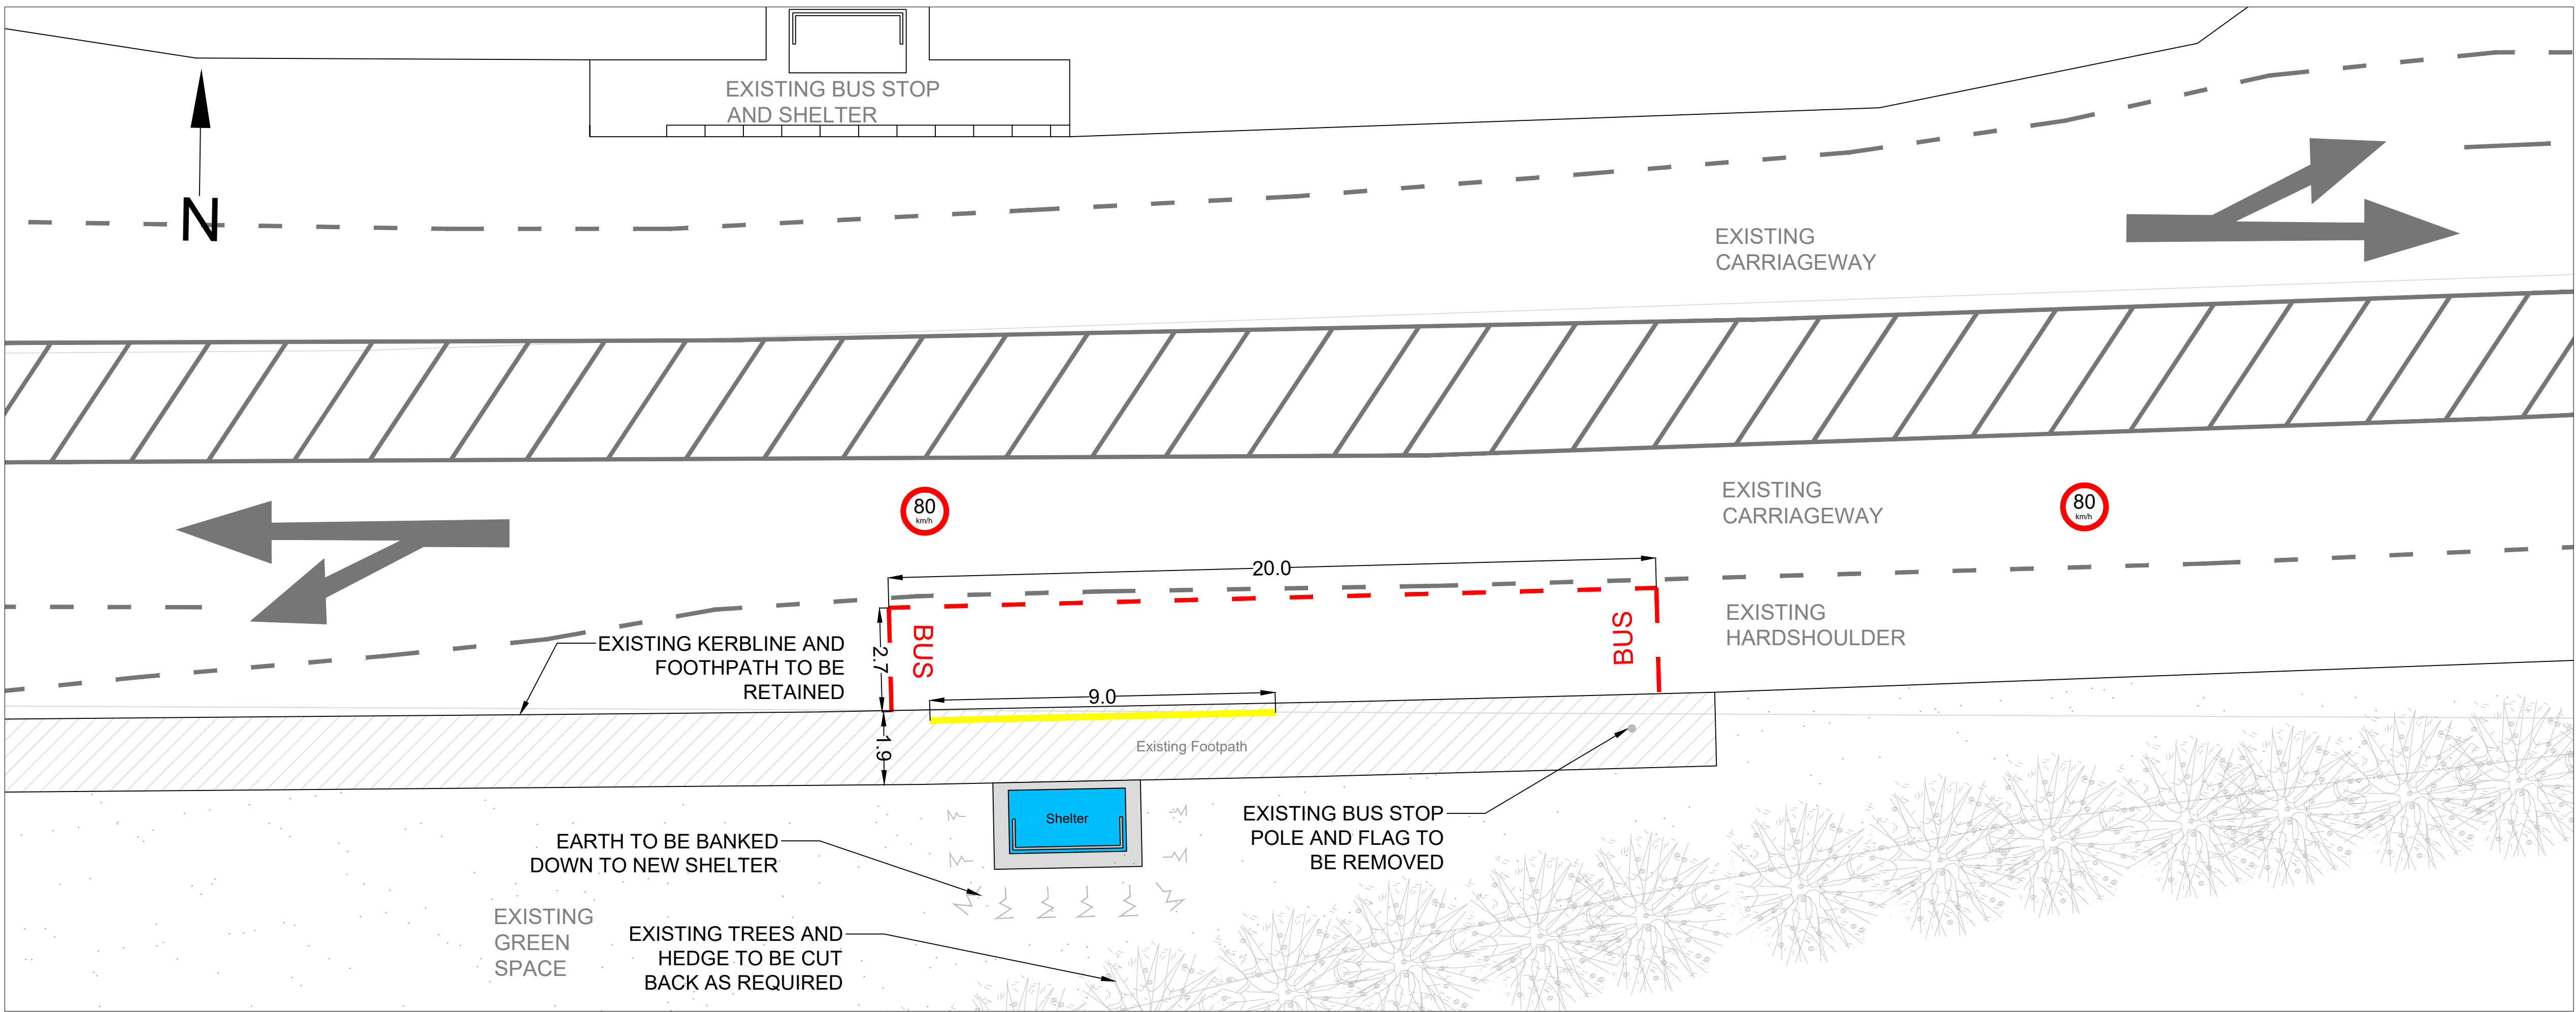 EXISTING BUS STOP
AND SHELTER
N
EXISTING
CARRIAGEWAY
80
km/h
EXISTING
CARRIAGEWAY
80
km/h
20.0
EXISTING
HARDSHOULDER
BUS
BUS
2.7
EXISTING KERBLINE AND
FOOTHPATH TO BE
RETAINED
9.0
1.9
Existing Footpath
Shelter
EXISTING BUS STOP
POLE AND FLAG TO
BE REMOVED
EARTH TO BE BANKED
DOWN TO NEW SHELTER
EXISTING
GREEN
SPACE
EXISTING TREES AND
HEDGE TO BE CUT
BACK AS REQUIRED